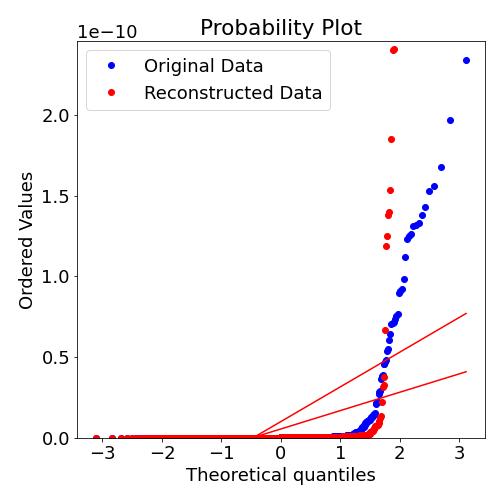 Probability Plot
1e−10
Original Data
Reconstructed Data
2.0
1.5
1.0
0.5
0.0
Ordered Values
−3 −2 −1 0 1 2 3
Theoretical quantiles